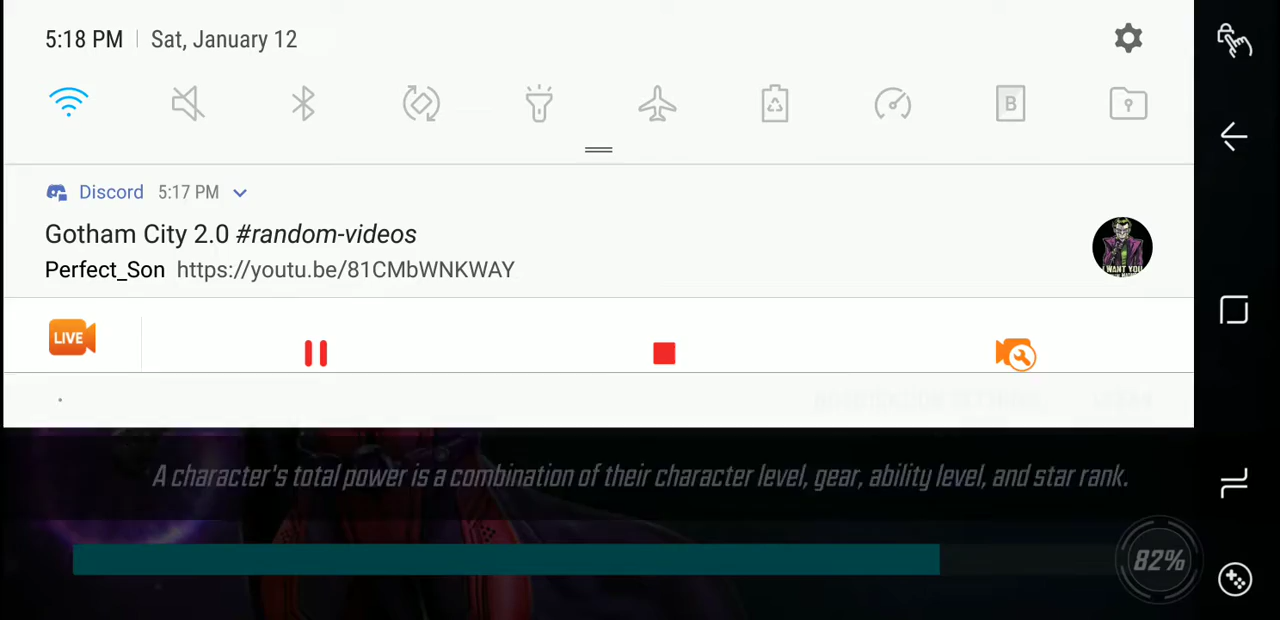 5:18 PM | Sat, January 12
B
Discord 5:17 PM
Gotham City 2.0 #random-videos
Perfect_Son https://youtu.be/81CMbWNKWAY
I WANT YOU
LIVE
A character's total power is a combination of their character level, gear, ability level, and star rank.
82%